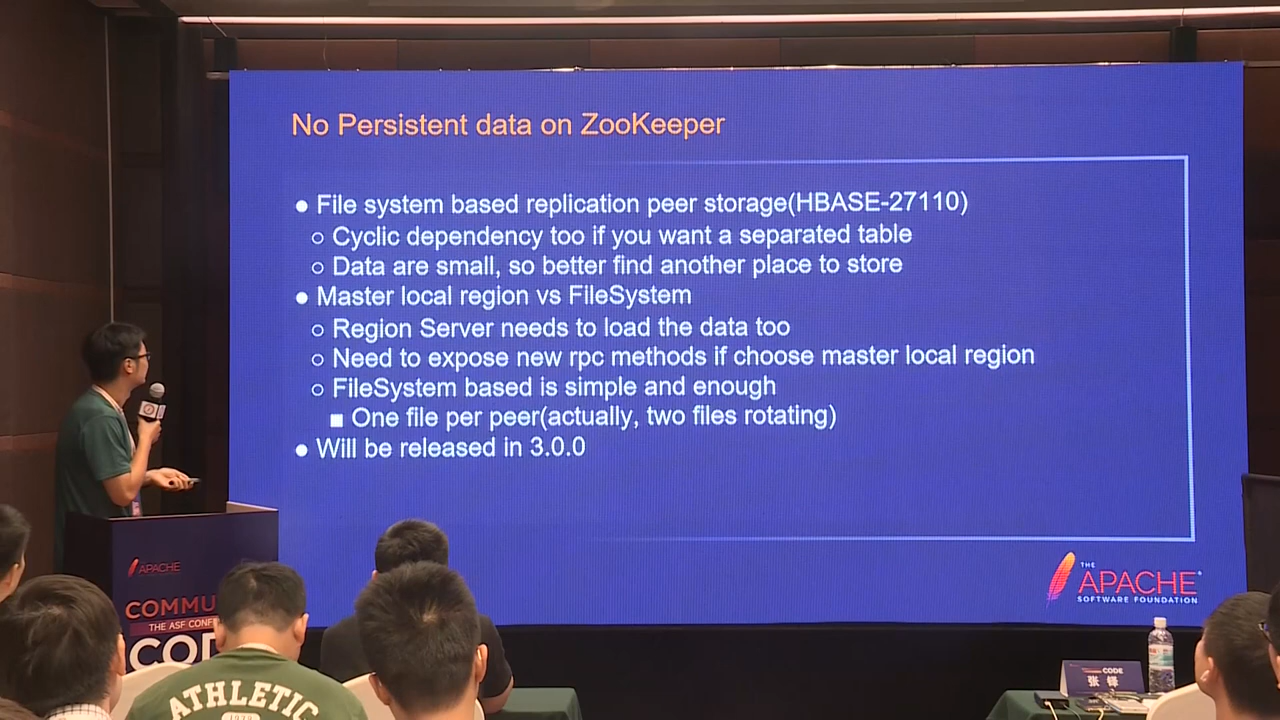 No Persistent data on ZooKeeper
● File system based replication peer storage(HBASE-27110)
○ Cyclic dependency too if you want a separated table
○ Data are small, so better find another place to store
● Master local region vs FileSystem
○ Region Server needs to load the data too
○ Need to expose new rpc methods if choose master local region
○ FileSystem based is simple and enough
■ One file per peer(actually, two files rotating)
● Will be released in 3.0.0
THE
APACHE
SOFTWARE FOUNDATION
APACHE
COMMU
THE ASF CONF
COD
ATHLETIC
CODE
张 铎